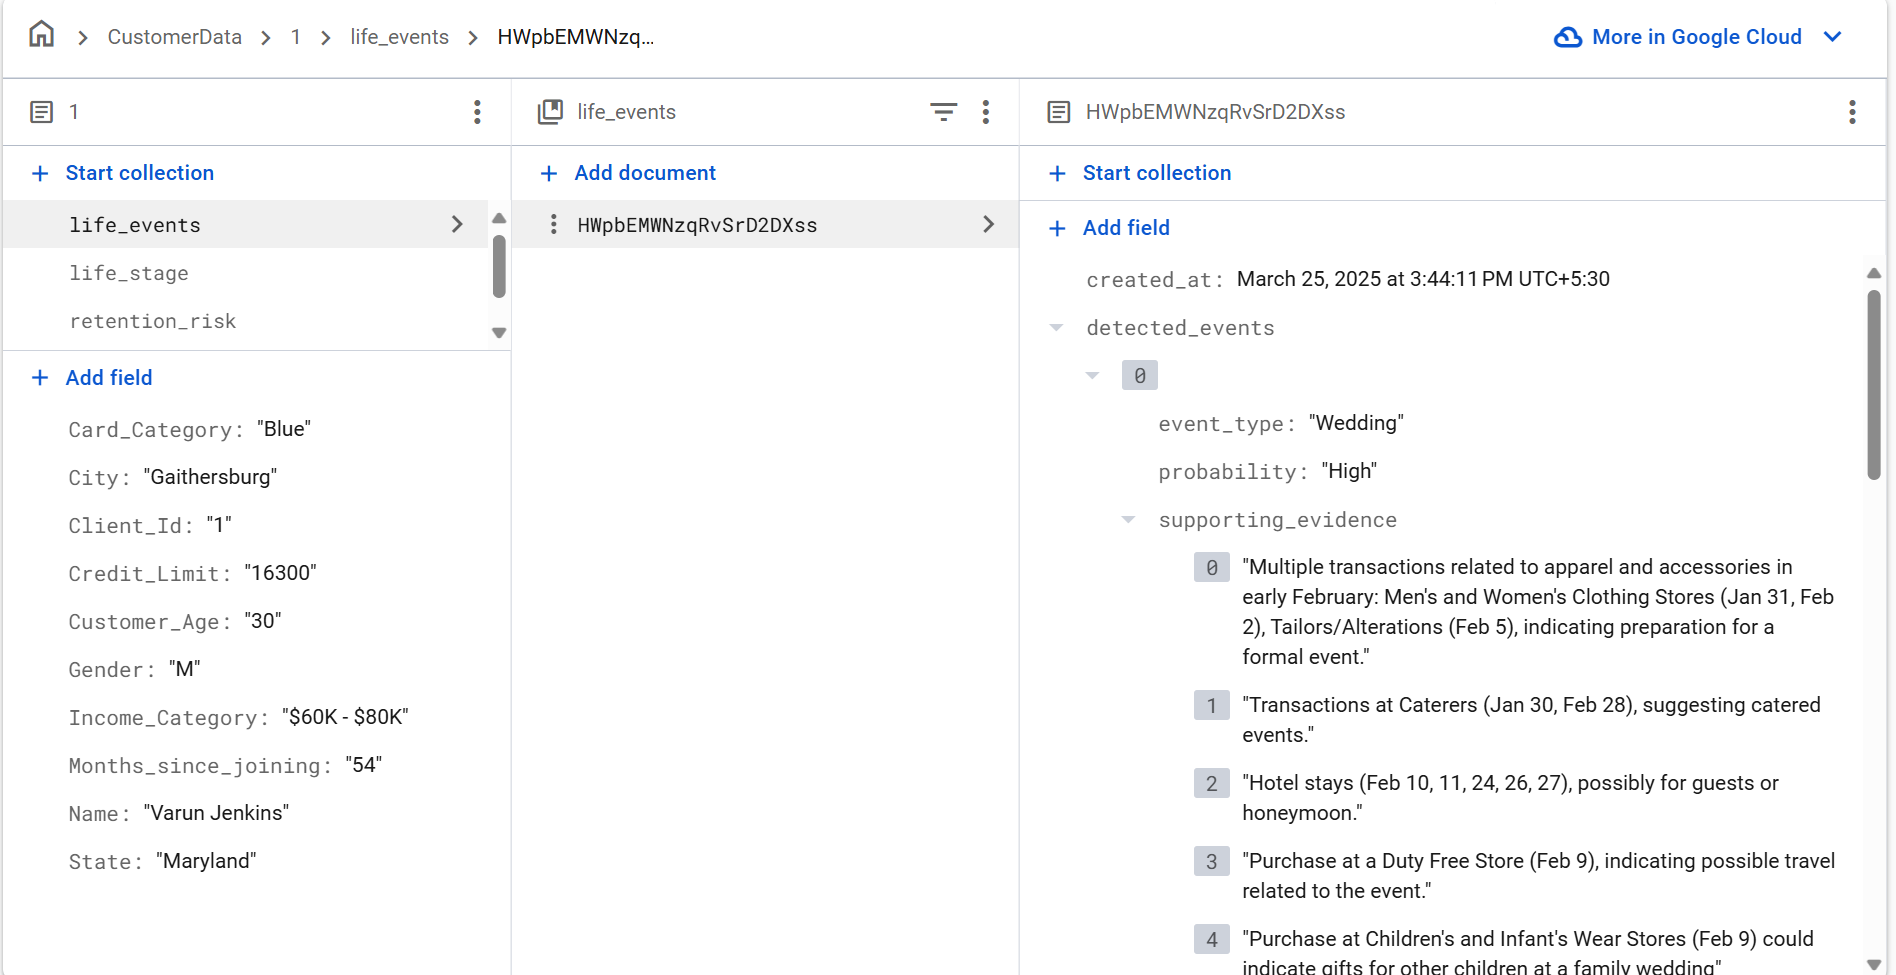 CustomerData > 1 > life_events > HWpbEMWNzq...
More in Google Cloud
1
Start collection
life_events
life_stage
retention_risk
Add field
Card_Category: "Blue"
City: "Gaithersburg"
Client_Id: "1"
Credit_Limit: "16300"
Customer_Age: "30"
Gender: "M"
Income_Category: "$60K - $80K"
Months_since_joining: "54"
Name: "Varun Jenkins"
State: "Maryland"
life_events
Add document
HWpbEMWNzqRvSrD2DXss
HWpbEMWNzqRvSrD2DXss
Start collection
Add field
created_at: March 25, 2025 at 3:44:11 PM UTC+5:30
detected_events
0
event_type: "Wedding"
probability: "High"
supporting_evidence
0 "Multiple transactions related to apparel and accessories in
early February: Men's and Women's Clothing Stores (Jan 31, Feb
2), Tailors/Alterations (Feb 5), indicating preparation for a
formal event."
1 "Transactions at Caterers (Jan 30, Feb 28), suggesting catered
events."
2 "Hotel stays (Feb 10, 11, 24, 26, 27), possibly for guests or
honeymoon."
3 "Purchase at a Duty Free Store (Feb 9), indicating possible travel
related to the event."
4 "Purchase at Children's and Infant's Wear Stores (Feb 9) could
indicate gifts for other children at a family wedding"